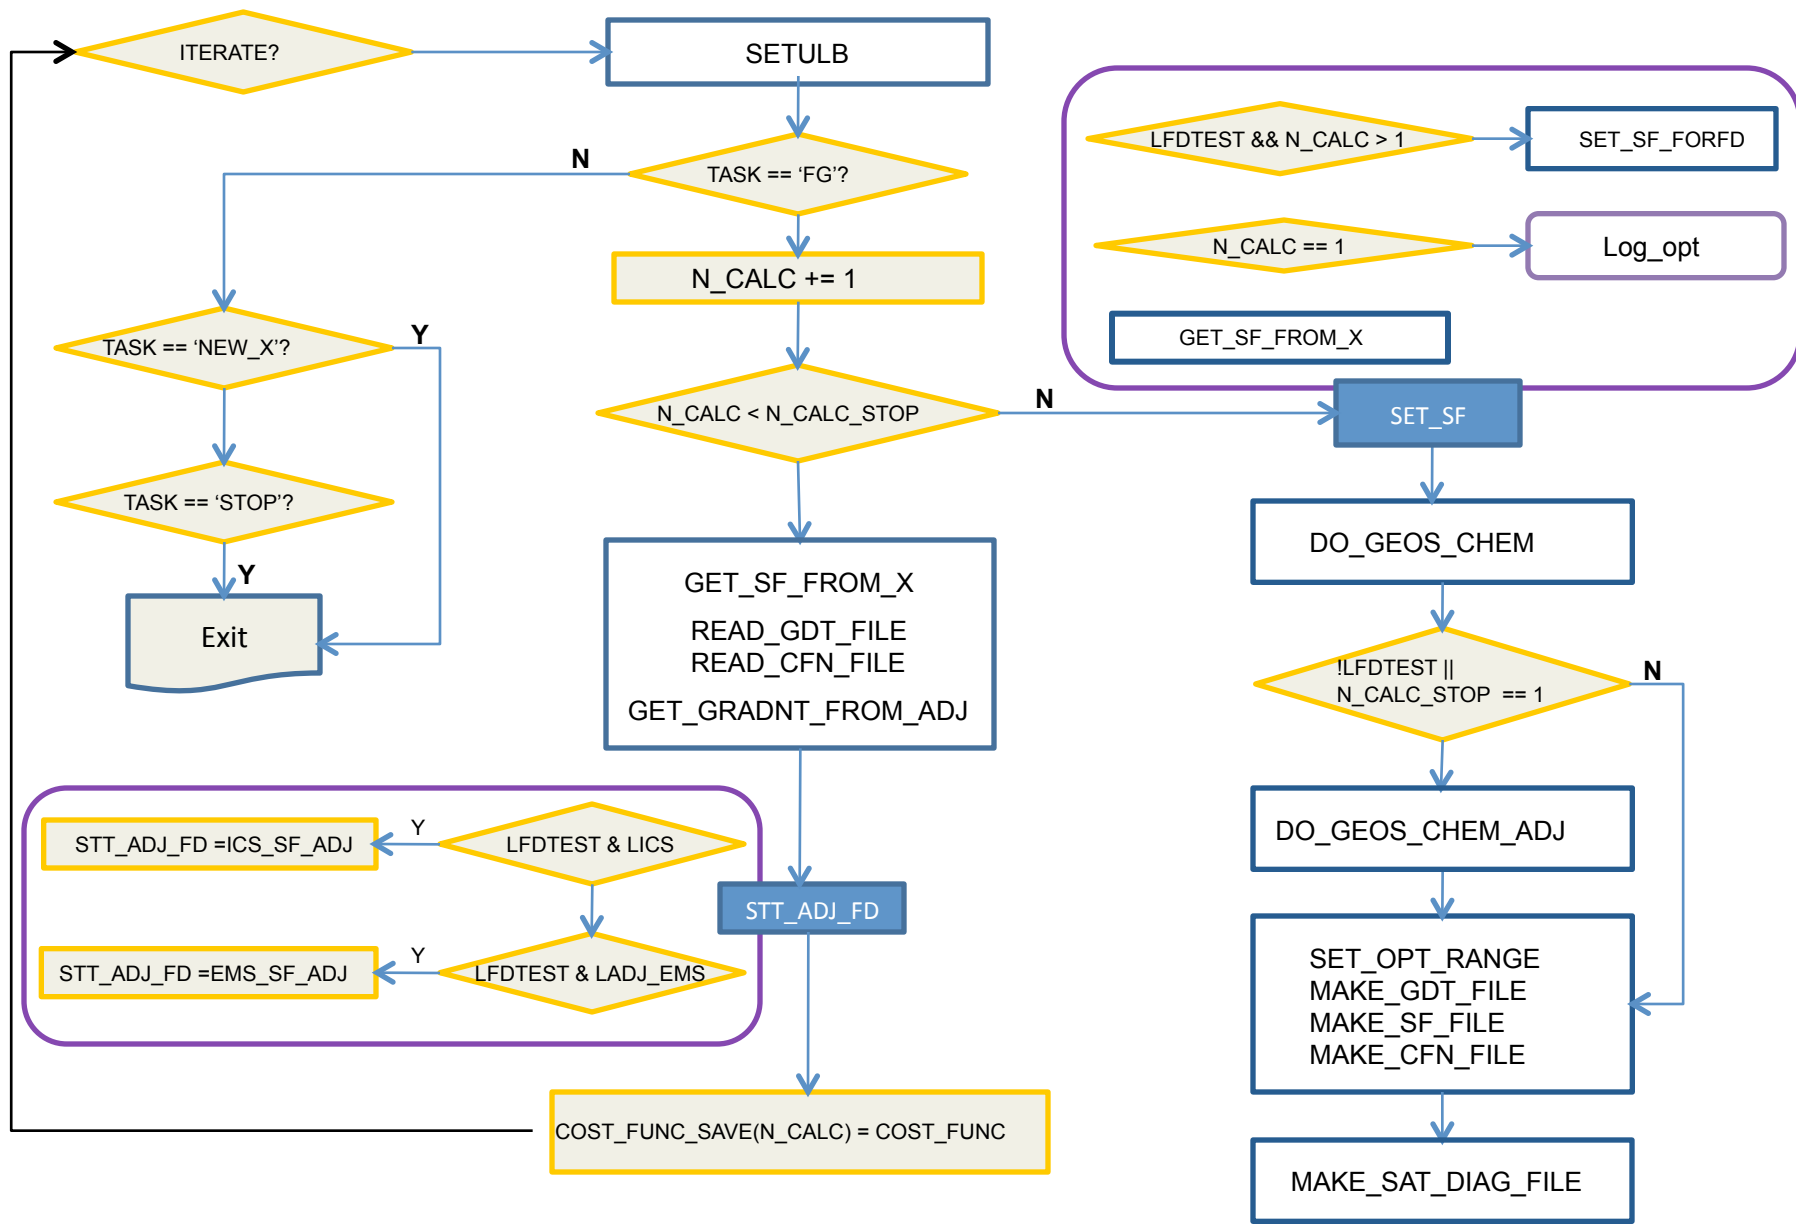 ITERATE?
SETULB
TASK == ‘FG’?
N
N_CALC += 1
TASK == ‘NEW_X’?
Y
TASK == ‘STOP’?
Y
Exit
N_CALC < N_CALC_STOP
N
GET_SF_FROM_X
READ_GDT_FILE
READ_CFN_FILE
GET_GRADNT_FROM_ADJ
STT_ADJ_FD =ICS_SF_ADJ
Y
LFDTEST & LICS
STT_ADJ_FD
STT_ADJ_FD =EMS_SF_ADJ
Y
LFDTEST & LADJ_EMS
COST_FUNC_SAVE(N_CALC) = COST_FUNC
LFDTEST && N_CALC > 1
SET_SF_FORFD
N_CALC == 1
Log_opt
GET_SF_FROM_X
SET_SF
DO_GEOS_CHEM
!LFDTEST ||
N_CALC_STOP == 1
N
DO_GEOS_CHEM_ADJ
SET_OPT_RANGE
MAKE_GDT_FILE
MAKE_SF_FILE
MAKE_CFN_FILE
MAKE_SAT_DIAG_FILE